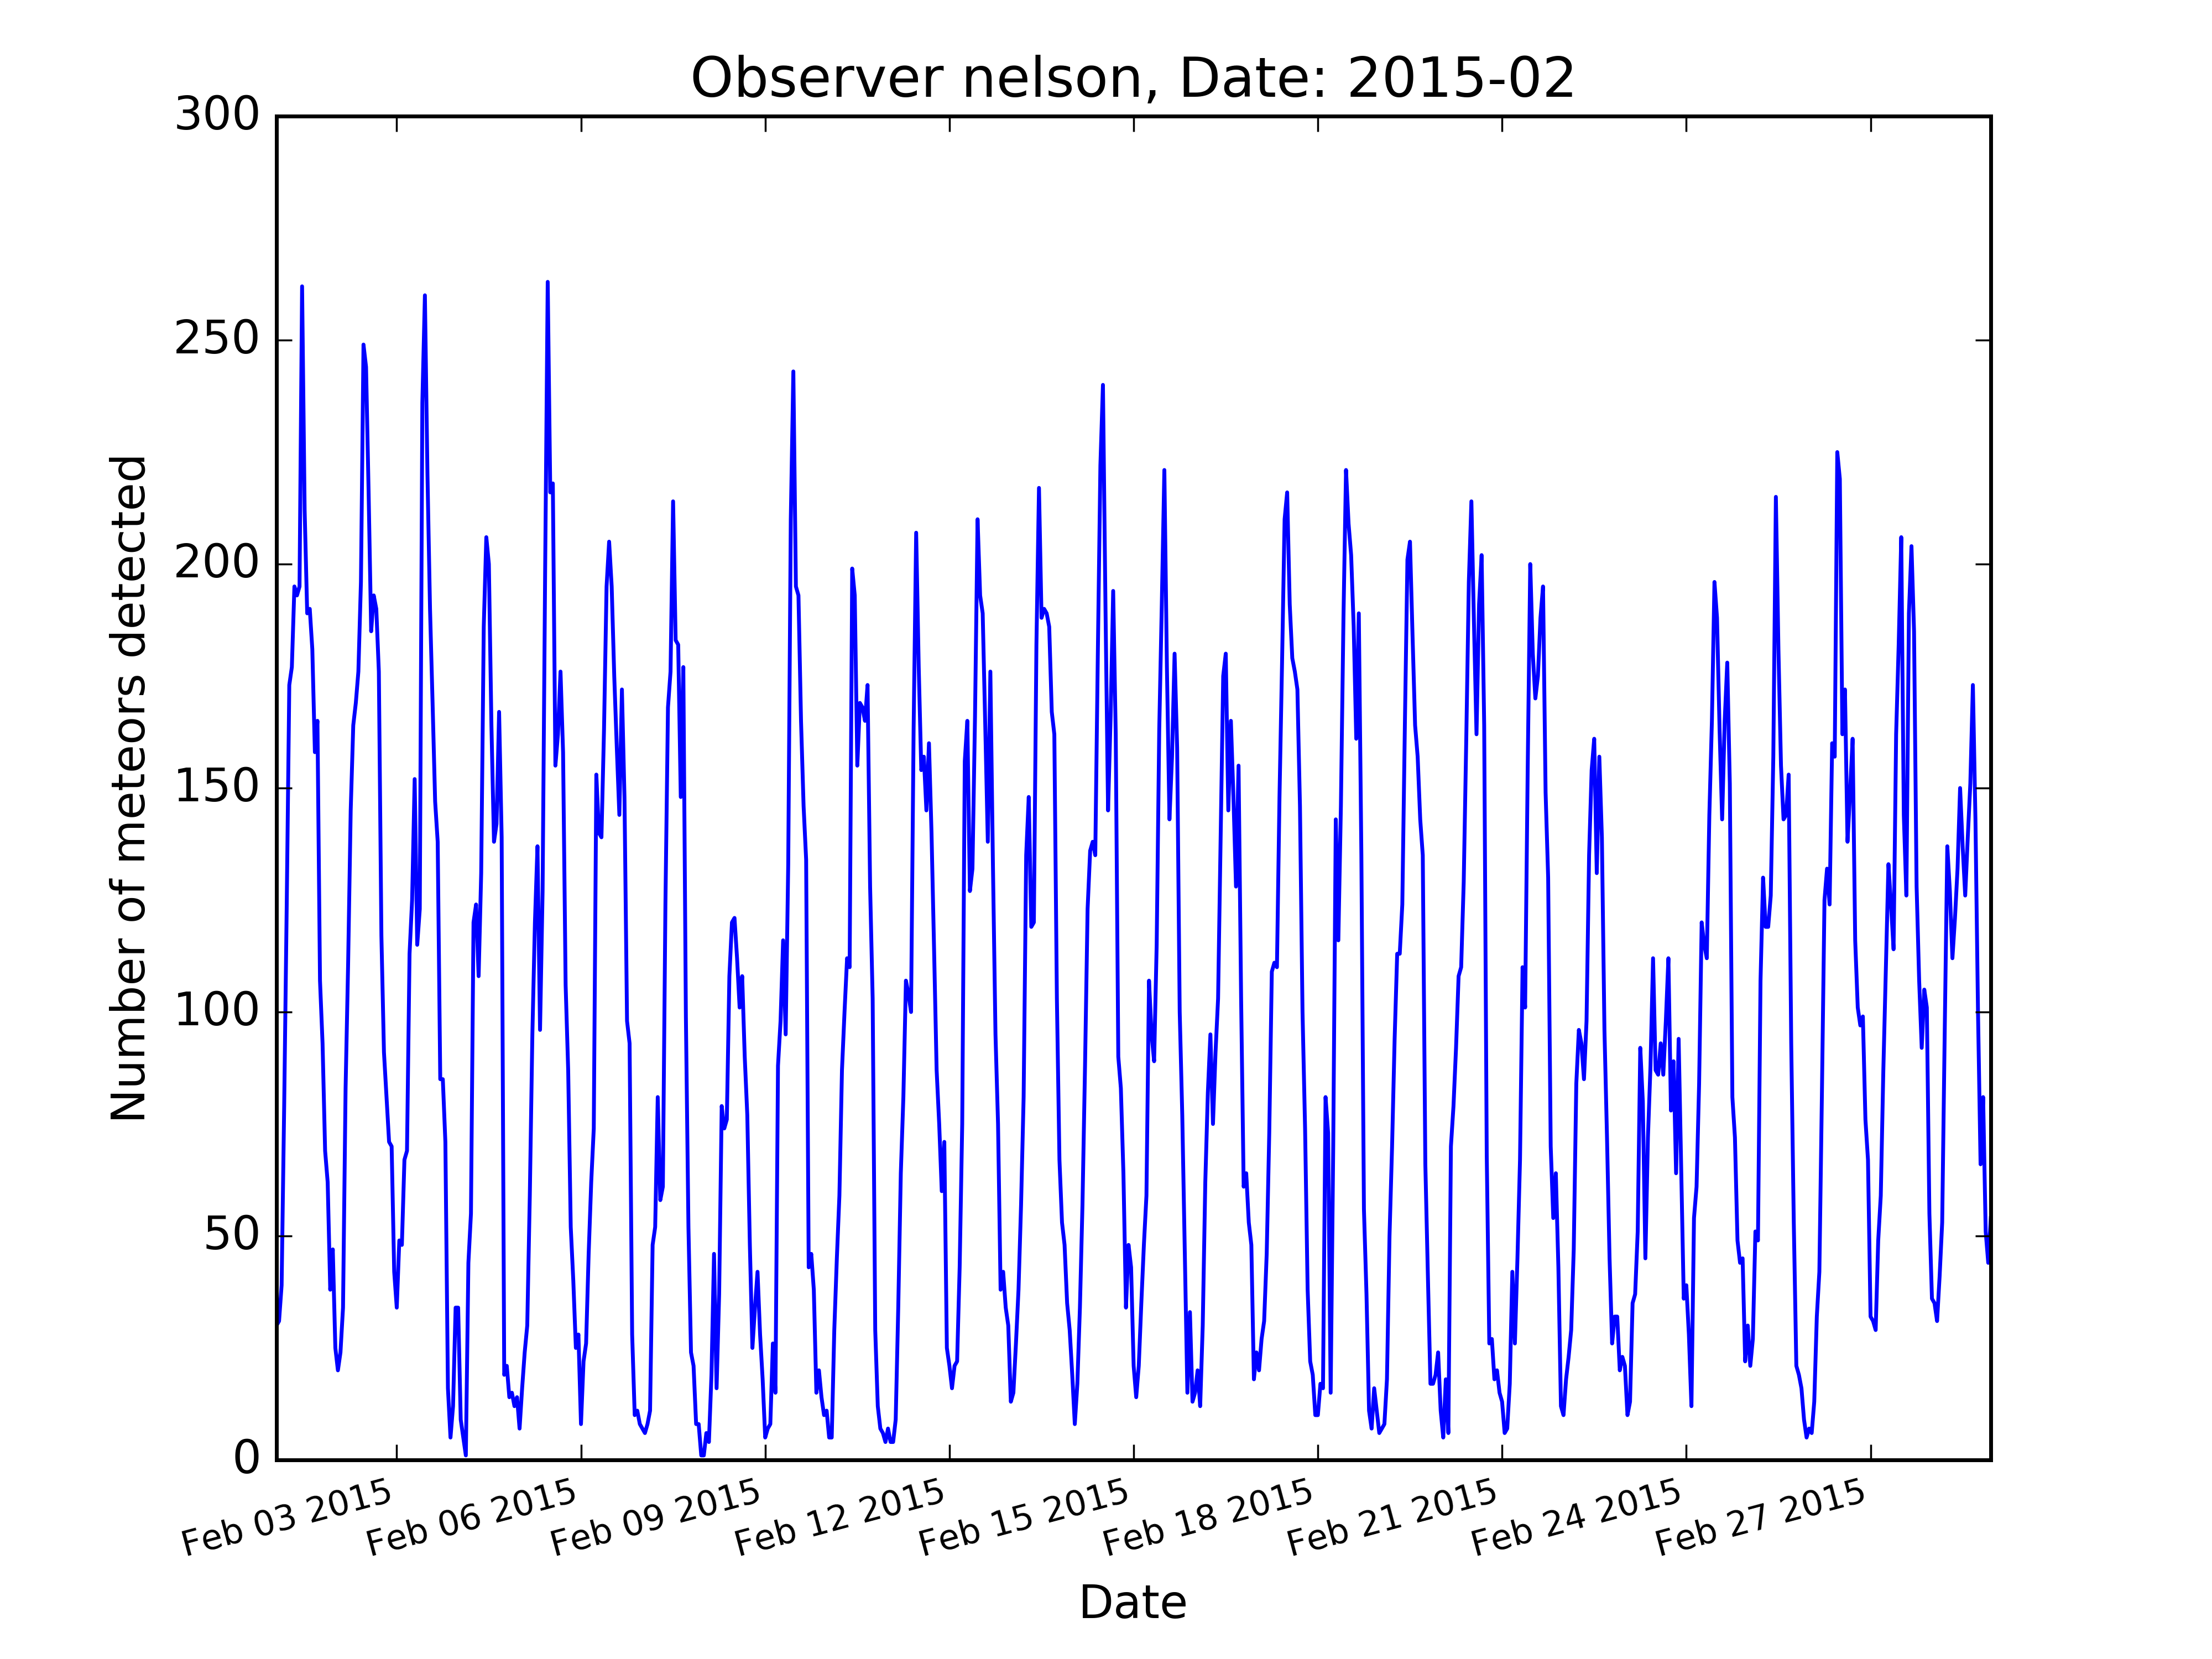 Observer nelson, Date: 2015-02
Number of meteors detected
300
250
200
150
100
50
0
Feb 03 2015
Feb 06 2015
Feb 09 2015
Feb 12 2015
Feb 15 2015
Feb 18 2015
Feb 21 2015
Feb 24 2015
Feb 27 2015
Date